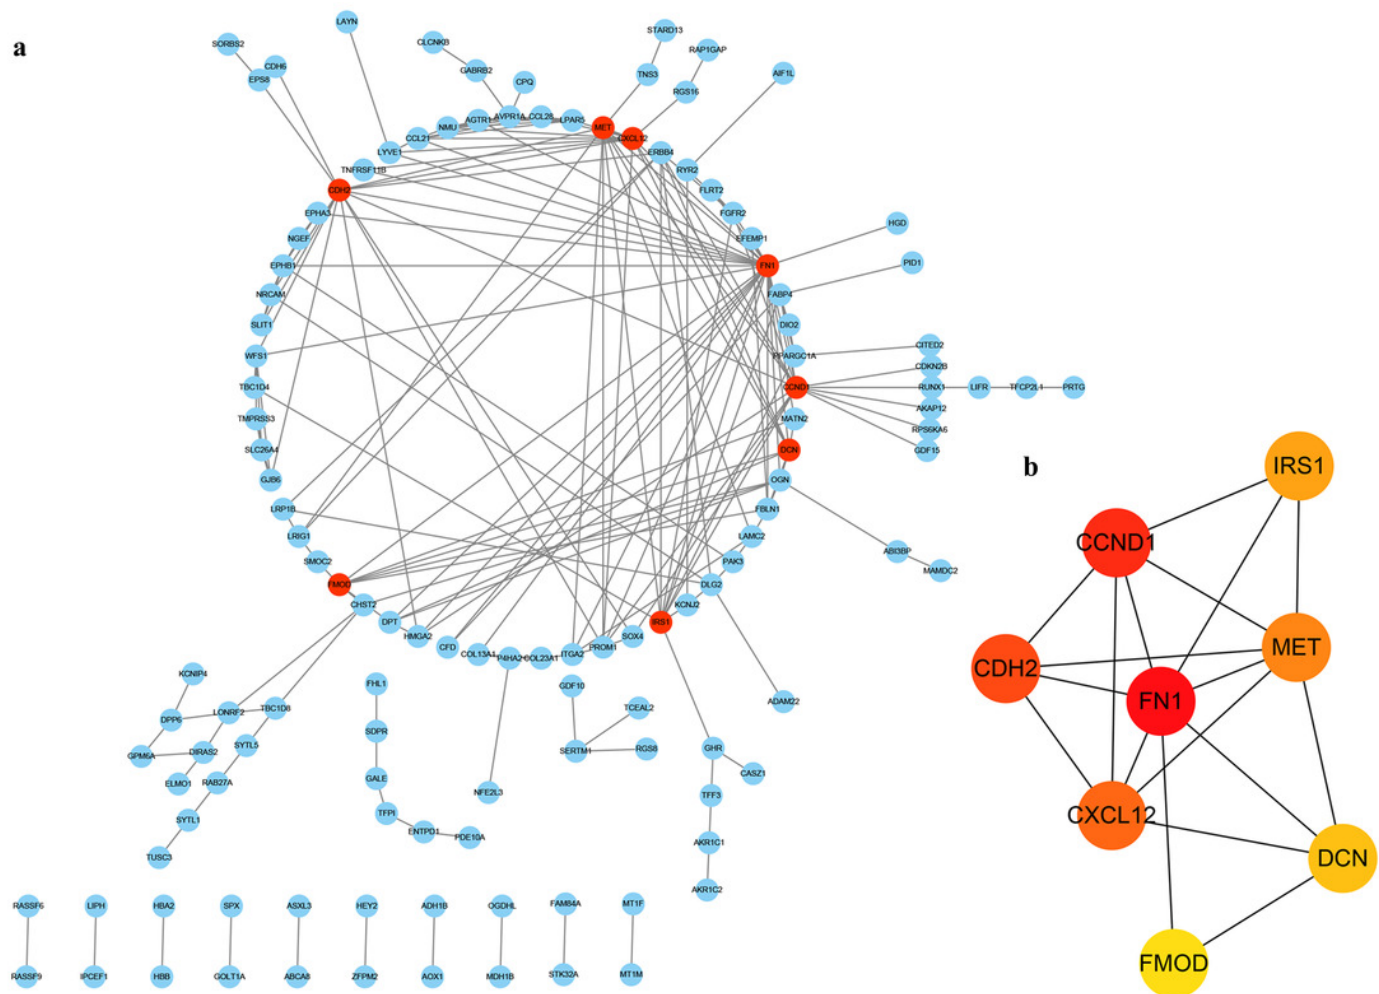 a
LAYN
SORBS2
CDH6
EPS8
CLCNKB
GABRB2
CPQ
STARD13
RAP1GAP
TNS3
RGS16
AIF1L
NMU
AGTR1
AVPR1A
CCL28
LPAR5
MET
CXCL12
CCL21
LYVE1
ERBB4
TNFRSF11B
RYR2
CDH2
FLRT2
EPHA3
FGFR2
NGEF
EFEMP1
HGD
EPHB1
FN1
PID1
NRCAM
FABP4
SLIT1
DIO2
WFS1
PPARGC1A
CITED2
CDKN2B
TBC1D4
CCND1
RUNX1
LIFR
TFCP2L1
PRTG
AKAP12
TMPRSS3
MATN2
RPS6KA6
SLC26A4
DCN
GDF15
GJB6
OGN
LRP1B
FBLN1
LRIG1
LAMC2
ABI3BP
MAMDC2
SMOC2
PAK3
FMOD
DLG2
CHST2
KCNJ2
DPT
IRS1
HMGA2
SOX4
CFD
PROM1
COL13A1
P4HA2
COL23A1
ITGA2
KCNIP4
FHL1
GDF10
ADAM22
DPP6
LONRF2
TBC1D8
TCEAL2
SDPR
GPM6A
DIRAS2
SYTL5
SERTM1
RGS8
GHR
CASZ1
ELMO1
RAB27A
GALE
NFE2L3
TFF3
SYTL1
TFPI
ENTPD1
PDE10A
AKR1C1
TUSC3
AKR1C2
RASSF6
LIPH
HBA2
SPX
ASXL3
HEY2
ADH1B
OGDHL
FAM84A
MT1F
RASSF9
IPCEF1
HBB
GOLT1A
ABCA8
ZFPM2
AOX1
MDH1B
STK32A
MT1M
b
IRS1
CCND1
MET
CDH2
FN1
CXCL12
DCN
FMOD